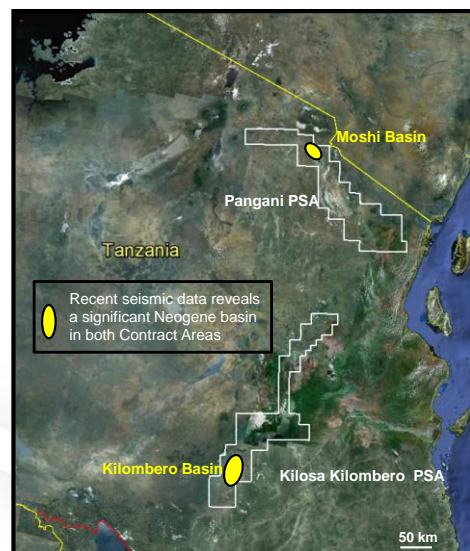 Moshi Basin
Pangani PSA
Tanzania
Recent seismic data reveals
a significant Neogene basin
in both Contract Areas
Kilombero Basin
Kilosa Kilombero PSA
50 km